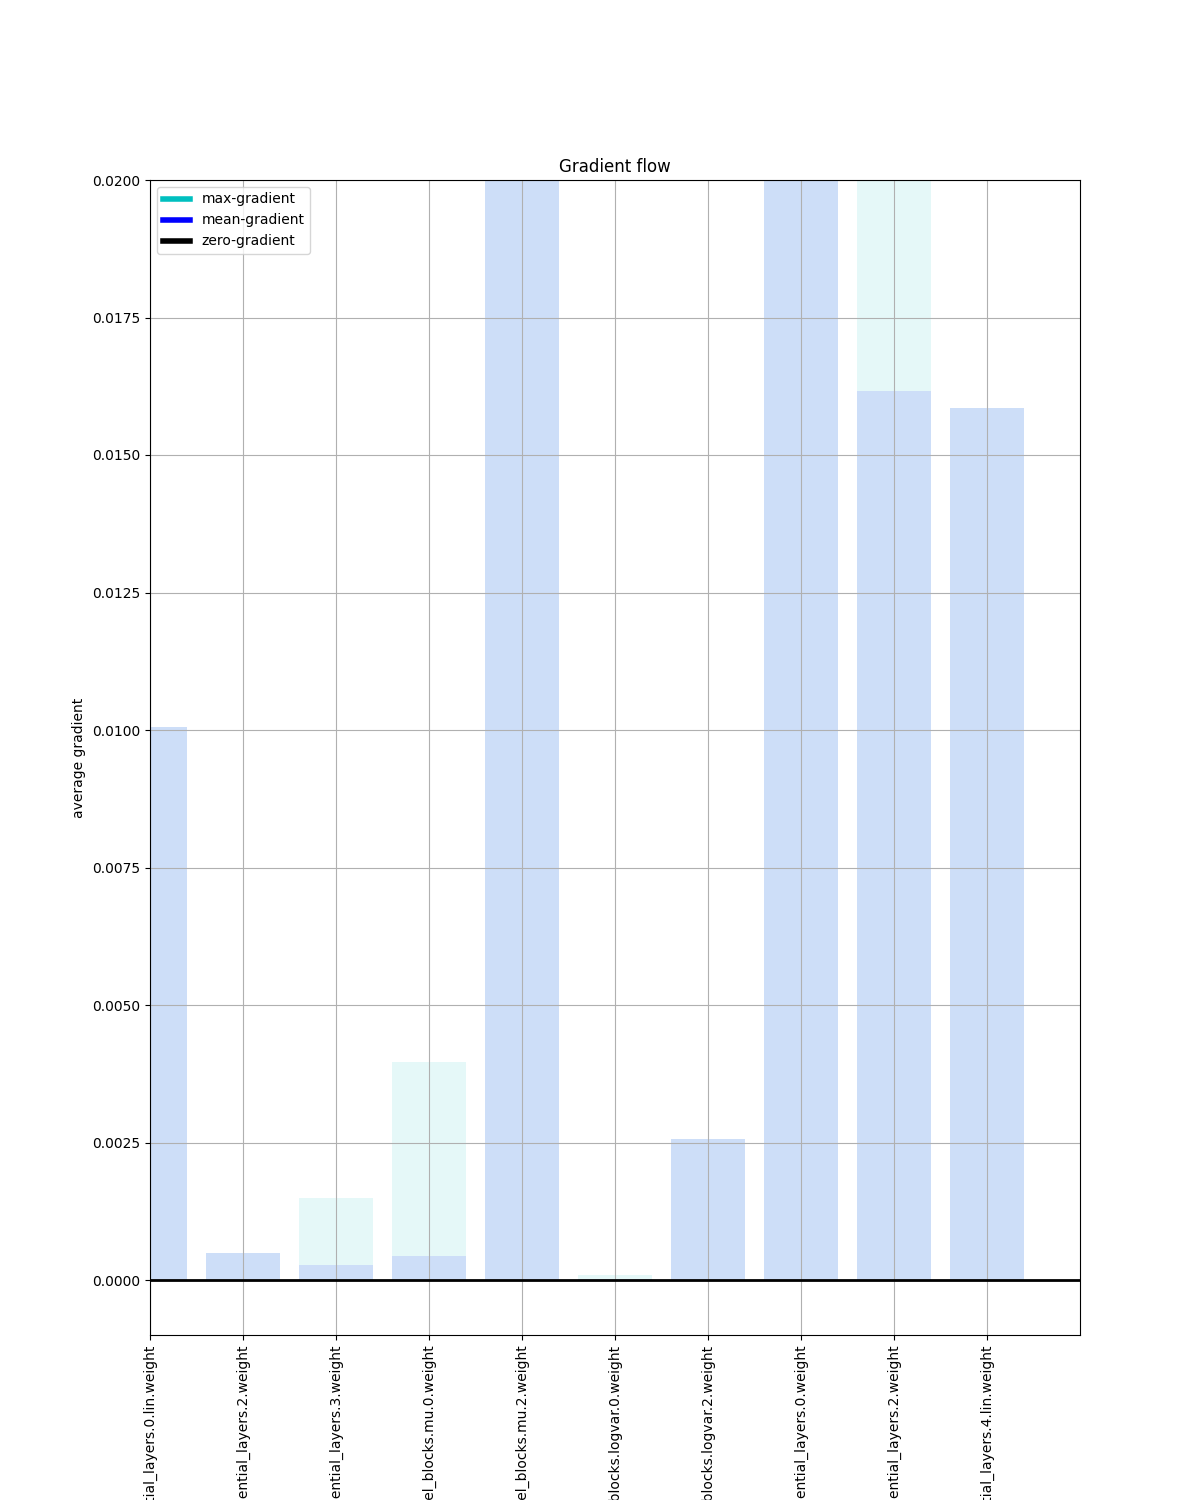 Gradient flow
max-gradient
mean-gradient
zero-gradient
0.0200
0.0175
0.0150
0.0125
0.0100
0.0075
0.0050
0.0025
0.0000
average gradient
tial_layers.0.lin.weight
ential_layers.2.weight
ential_layers.3.weight
el_blocks.mu.0.weight
el_blocks.mu.2.weight
blocks.logvar.0.weight
blocks.logvar.2.weight
ential_layers.0.weight
ential_layers.2.weight
tial_layers.4.lin.weight